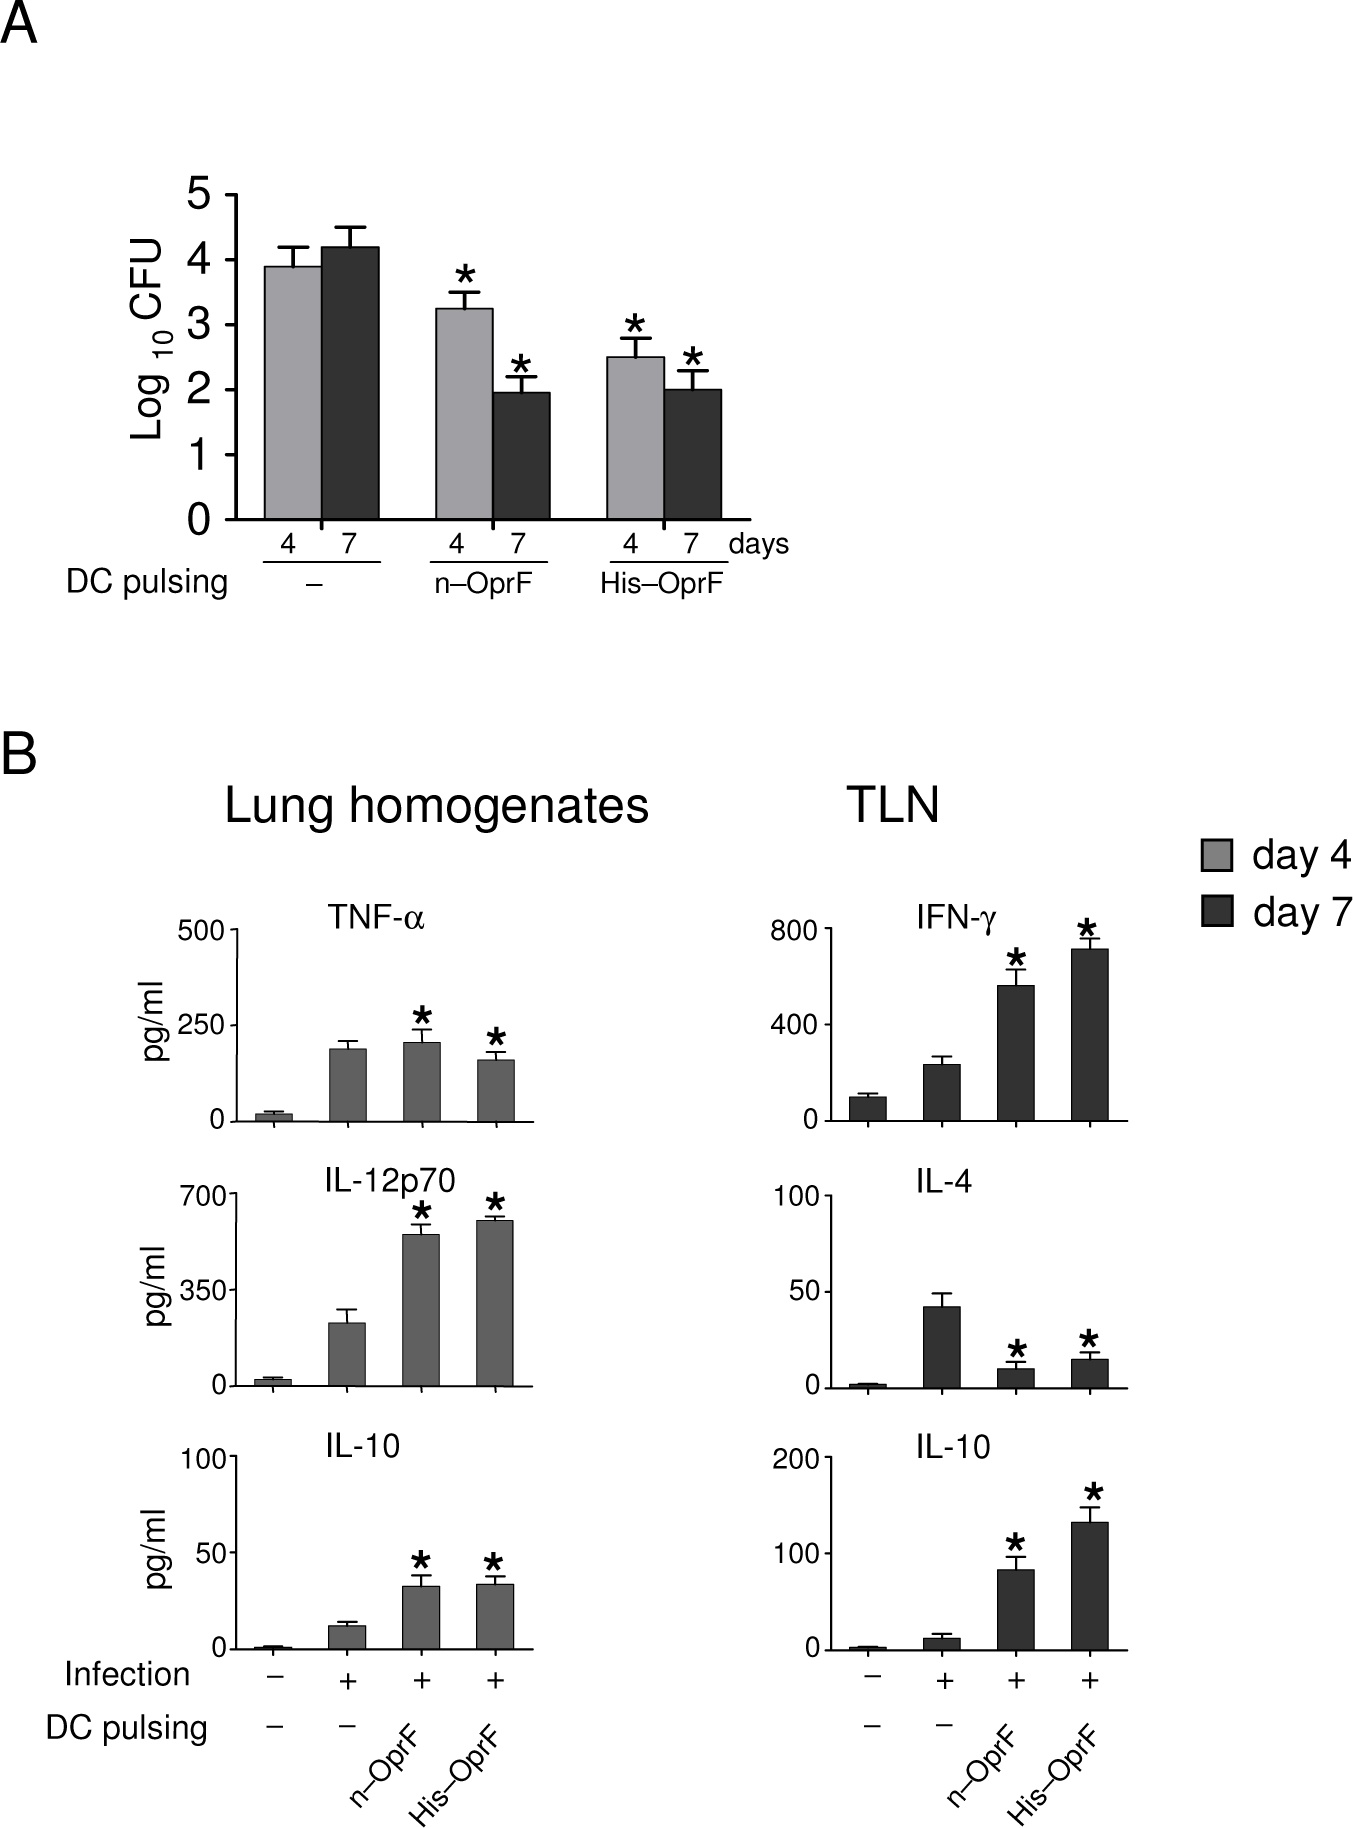 A
5
4
3
2
1
0
Log 10 CFU
*
*
*
*
4 7 4 7 4 7 days
DC pulsing – n–OprF His–OprF
B
Lung homogenates TLN
day 4
day 7
TNF-α
500
250
0
pg/ml
* *
IFN-γ
800
400
0
* *
IL-12p70
700
350
0
pg/ml
* *
IL-4
100
50
0
* *
IL-10
100
50
0
pg/ml
* *
IL-10
200
100
0
* *
Infection – + + + – + + +
DC pulsing – – n–OprF His–OprF – – n–OprF His–OprF